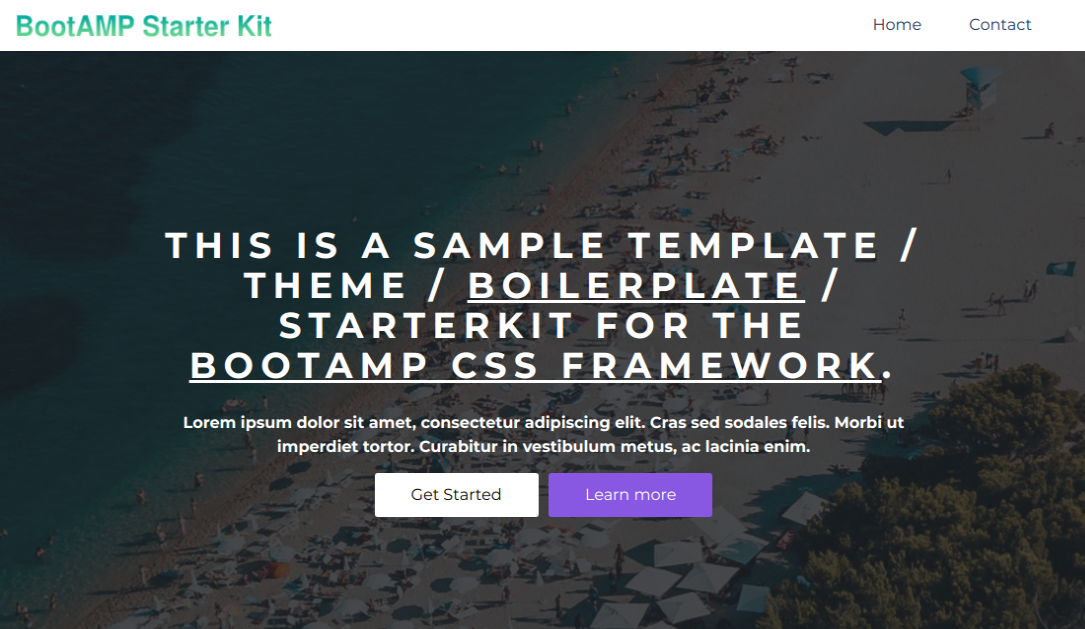 BootAMP Starter Kit
Home
Contact
THIS IS A SAMPLE TEMPLATE /
THEME / BOILERPLATE /
STARTERKIT FOR THE
BOOTAMP CSS FRAMEWORK.
Lorem ipsum dolor sit amet, consectetur adipiscing elit. Cras sed sodales felis. Morbi ut
imperdiet tortor. Curabitur in vestibulum metus, ac lacinia enim.
Get Started
Learn more